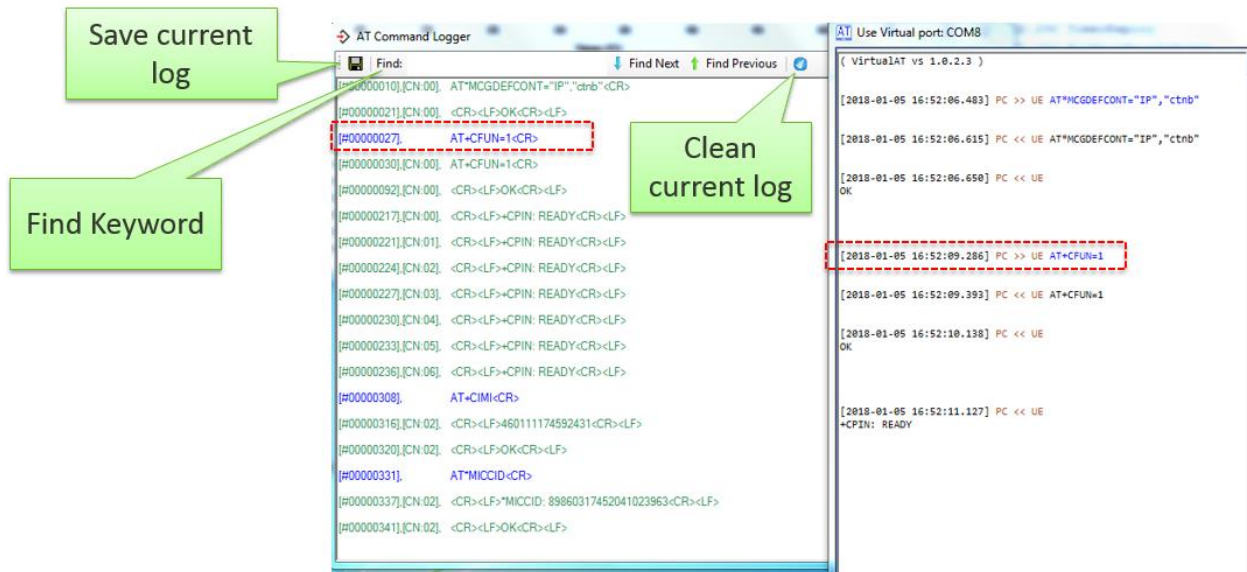 Save current
log
Find Keyword
Clean
current log
AT Command Logger
Find:
Find Next
Find Previous
[#00000010],[CN:00], AT*MCGDEFCONT="IP","ctnb"<CR>
[#00000021],[CN:00], <CR><LF>OK<CR><LF>
[#00000027], AT+CFUN=1<CR>
[#00000030],[CN:00], AT+CFUN=1<CR>
[#00000092],[CN:00], <CR><LF>OK<CR><LF>
[#00000217],[CN:00], <CR><LF>+CPIN: READY<CR><LF>
[#00000221],[CN:01], <CR><LF>+CPIN: READY<CR><LF>
[#00000224],[CN:02], <CR><LF>+CPIN: READY<CR><LF>
[#00000227],[CN:03], <CR><LF>+CPIN: READY<CR><LF>
[#00000230],[CN:04], <CR><LF>+CPIN: READY<CR><LF>
[#00000233],[CN:05], <CR><LF>+CPIN: READY<CR><LF>
[#00000236],[CN:06], <CR><LF>+CPIN: READY<CR><LF>
[#00000308], AT+CIMI<CR>
[#00000316],[CN:02], <CR><LF>460111174592431<CR><LF>
[#00000320],[CN:02], <CR><LF>OK<CR><LF>
[#00000331], AT*MICCID<CR>
[#00000337],[CN:02], <CR><LF>*MICCID: 89860317452041023963<CR><LF>
[#00000341],[CN:02], <CR><LF>OK<CR><LF>
AT Use Virtual port: COM8
( VirtualAT vs 1.0.2.3 )
[2018-01-05 16:52:06.483] PC >> UE AT*MCGDEFCONT="IP","ctnb"
[2018-01-05 16:52:06.615] PC << UE AT*MCGDEFCONT="IP","ctnb"
[2018-01-05 16:52:06.650] PC << UE
OK
[2018-01-05 16:52:09.286] PC >> UE AT+CFUN=1
[2018-01-05 16:52:09.393] PC << UE AT+CFUN=1
[2018-01-05 16:52:10.138] PC << UE
OK
[2018-01-05 16:52:11.127] PC << UE
+CPIN: READY